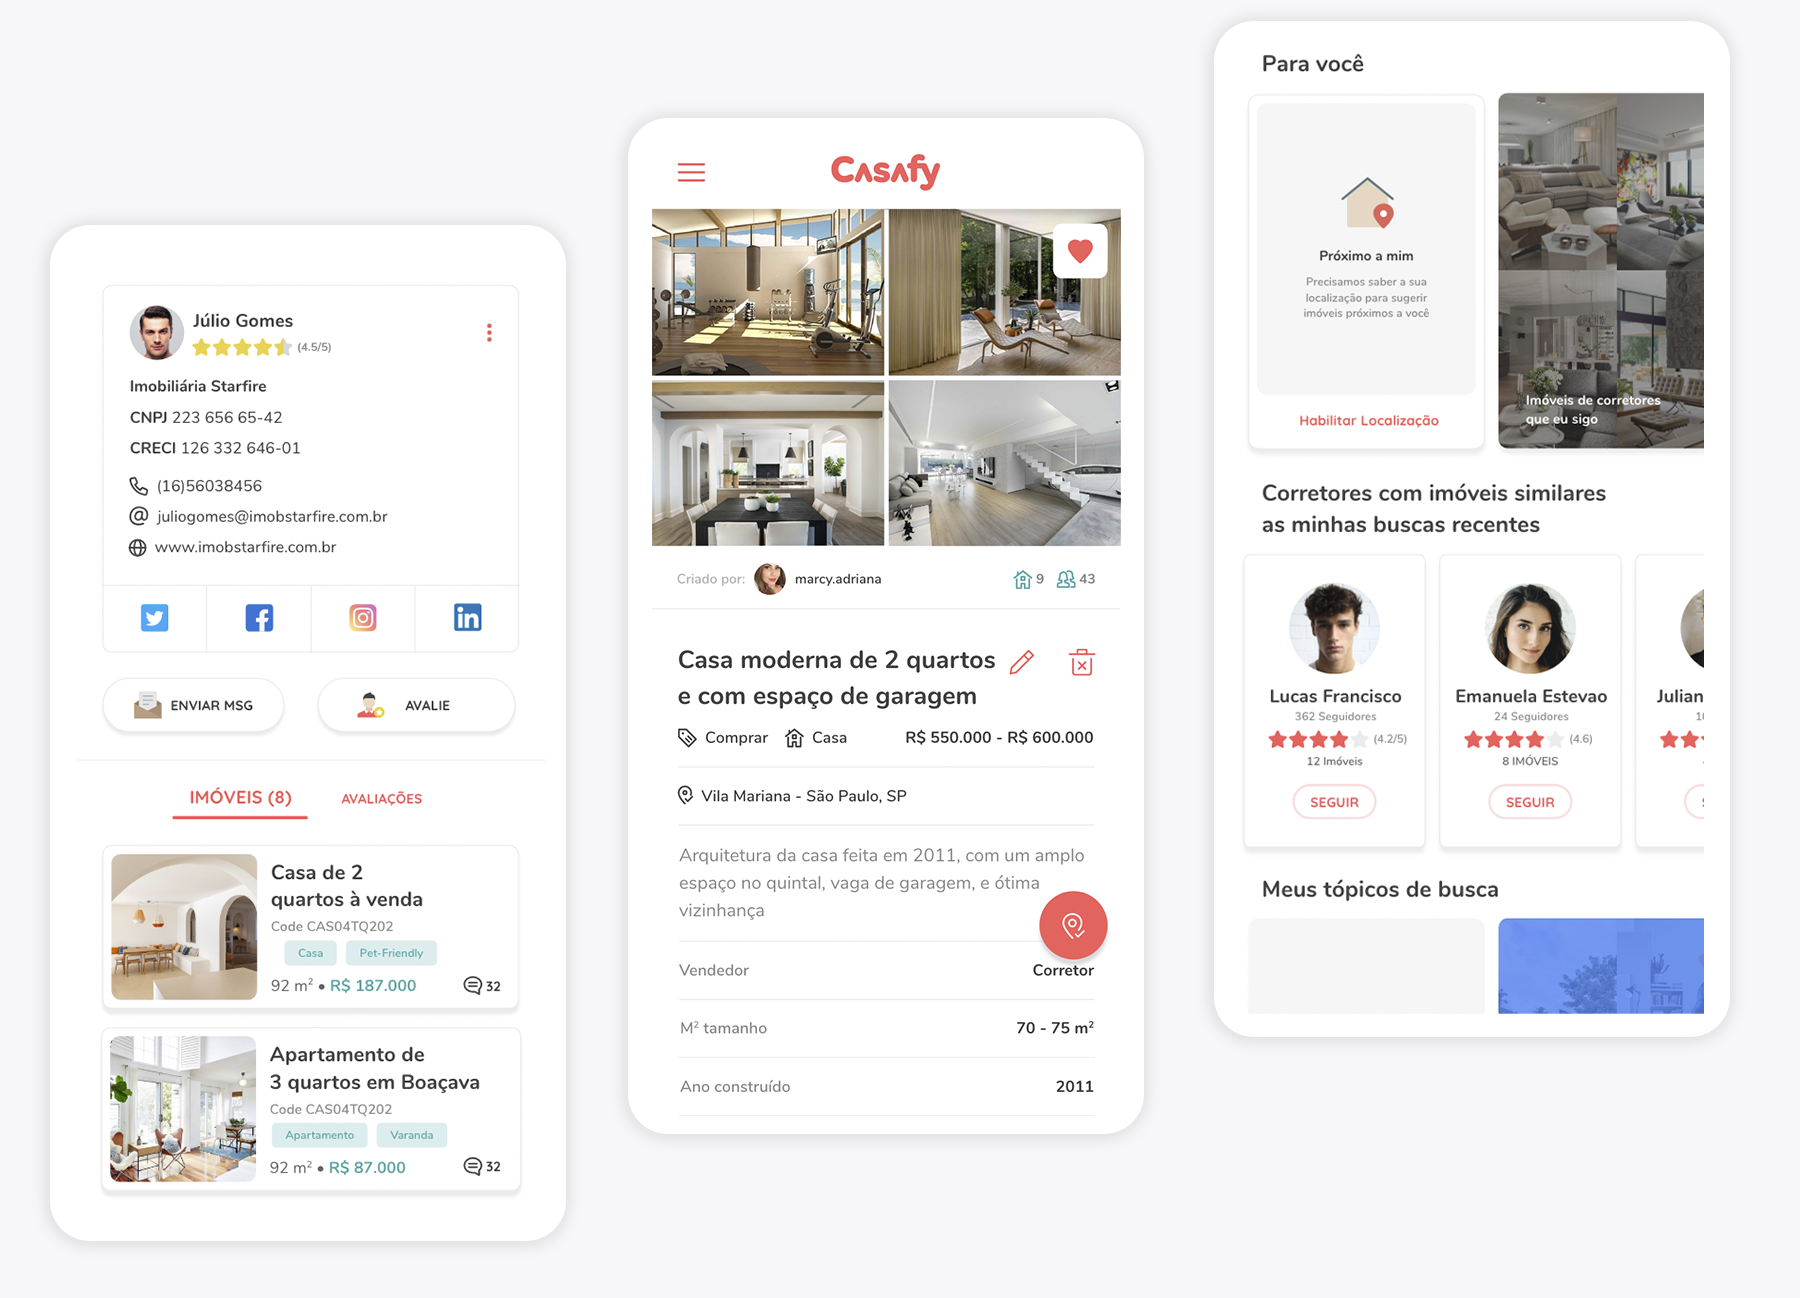 Júlio Gomes
(4.5/5)
Imobiliária Starfire
CNPJ 223 656 65-42
CRECI 126 332 646-01
(16)56038456
juliogomes@imobstarfire.com.br
www.imobstarfire.com.br
ENVIAR MSG
AVALIE
IMÓVEIS (8)
AVALIAÇÕES
Casa de 2
quartos à venda
Code CAS04TQ202
Casa
Pet-Friendly
92 m² • R$ 187.000
32
Apartamento de
3 quartos em Boaçava
Code CAS04TQ202
Apartamento
Varanda
92 m² • R$ 87.000
32
Casafy
Criado por:
marcy.adriana
9
43
Casa moderna de 2 quartos
e com espaço de garagem
Comprar
Casa
R$ 550.000 - R$ 600.000
Vila Mariana - São Paulo, SP
Arquitetura da casa feita em 2011, com um amplo
espaço no quintal, vaga de garagem, e ótima
vizinhança
Vendedor
Corretor
M² tamanho
70 - 75 m²
Ano construído
2011
Para você
Próximo a mim
Precisamos saber a sua
localização para sugerir
imóveis próximos a você
Habilitar Localização
Imóveis de corretores
que eu sigo
Corretores com imóveis similares
as minhas buscas recentes
Lucas Francisco
362 Seguidores
(4.2/5)
12 Imóveis
SEGUIR
Emanuela Estevao
24 Seguidores
(4.6)
8 IMÓVEIS
SEGUIR
Julian
Meus tópicos de busca